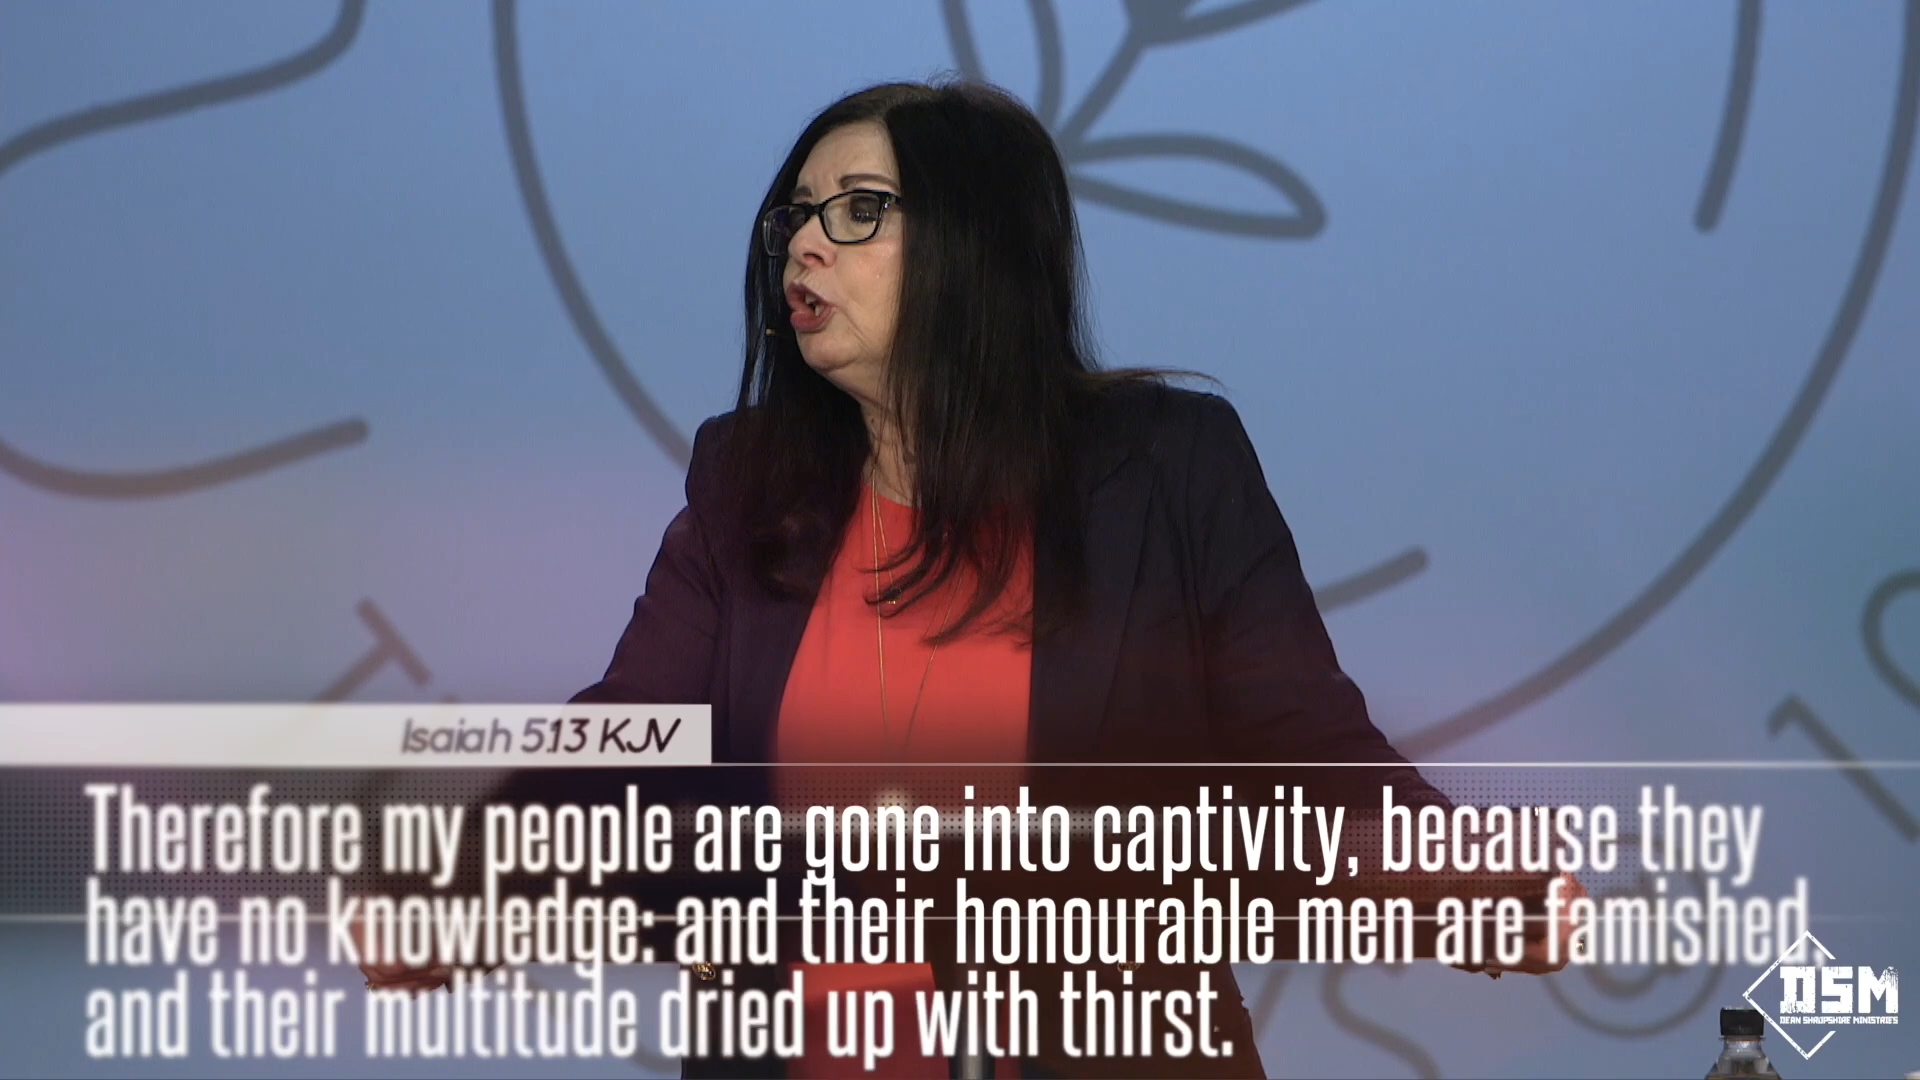 Isaiah 5:13 KJV
Therefore my people are gone into captivity, because they
have no knowledge: and their honourable men are famished,
and their multitude dried up with thirst.
DSM
DEAN SHROPSHIRE MINISTRIES